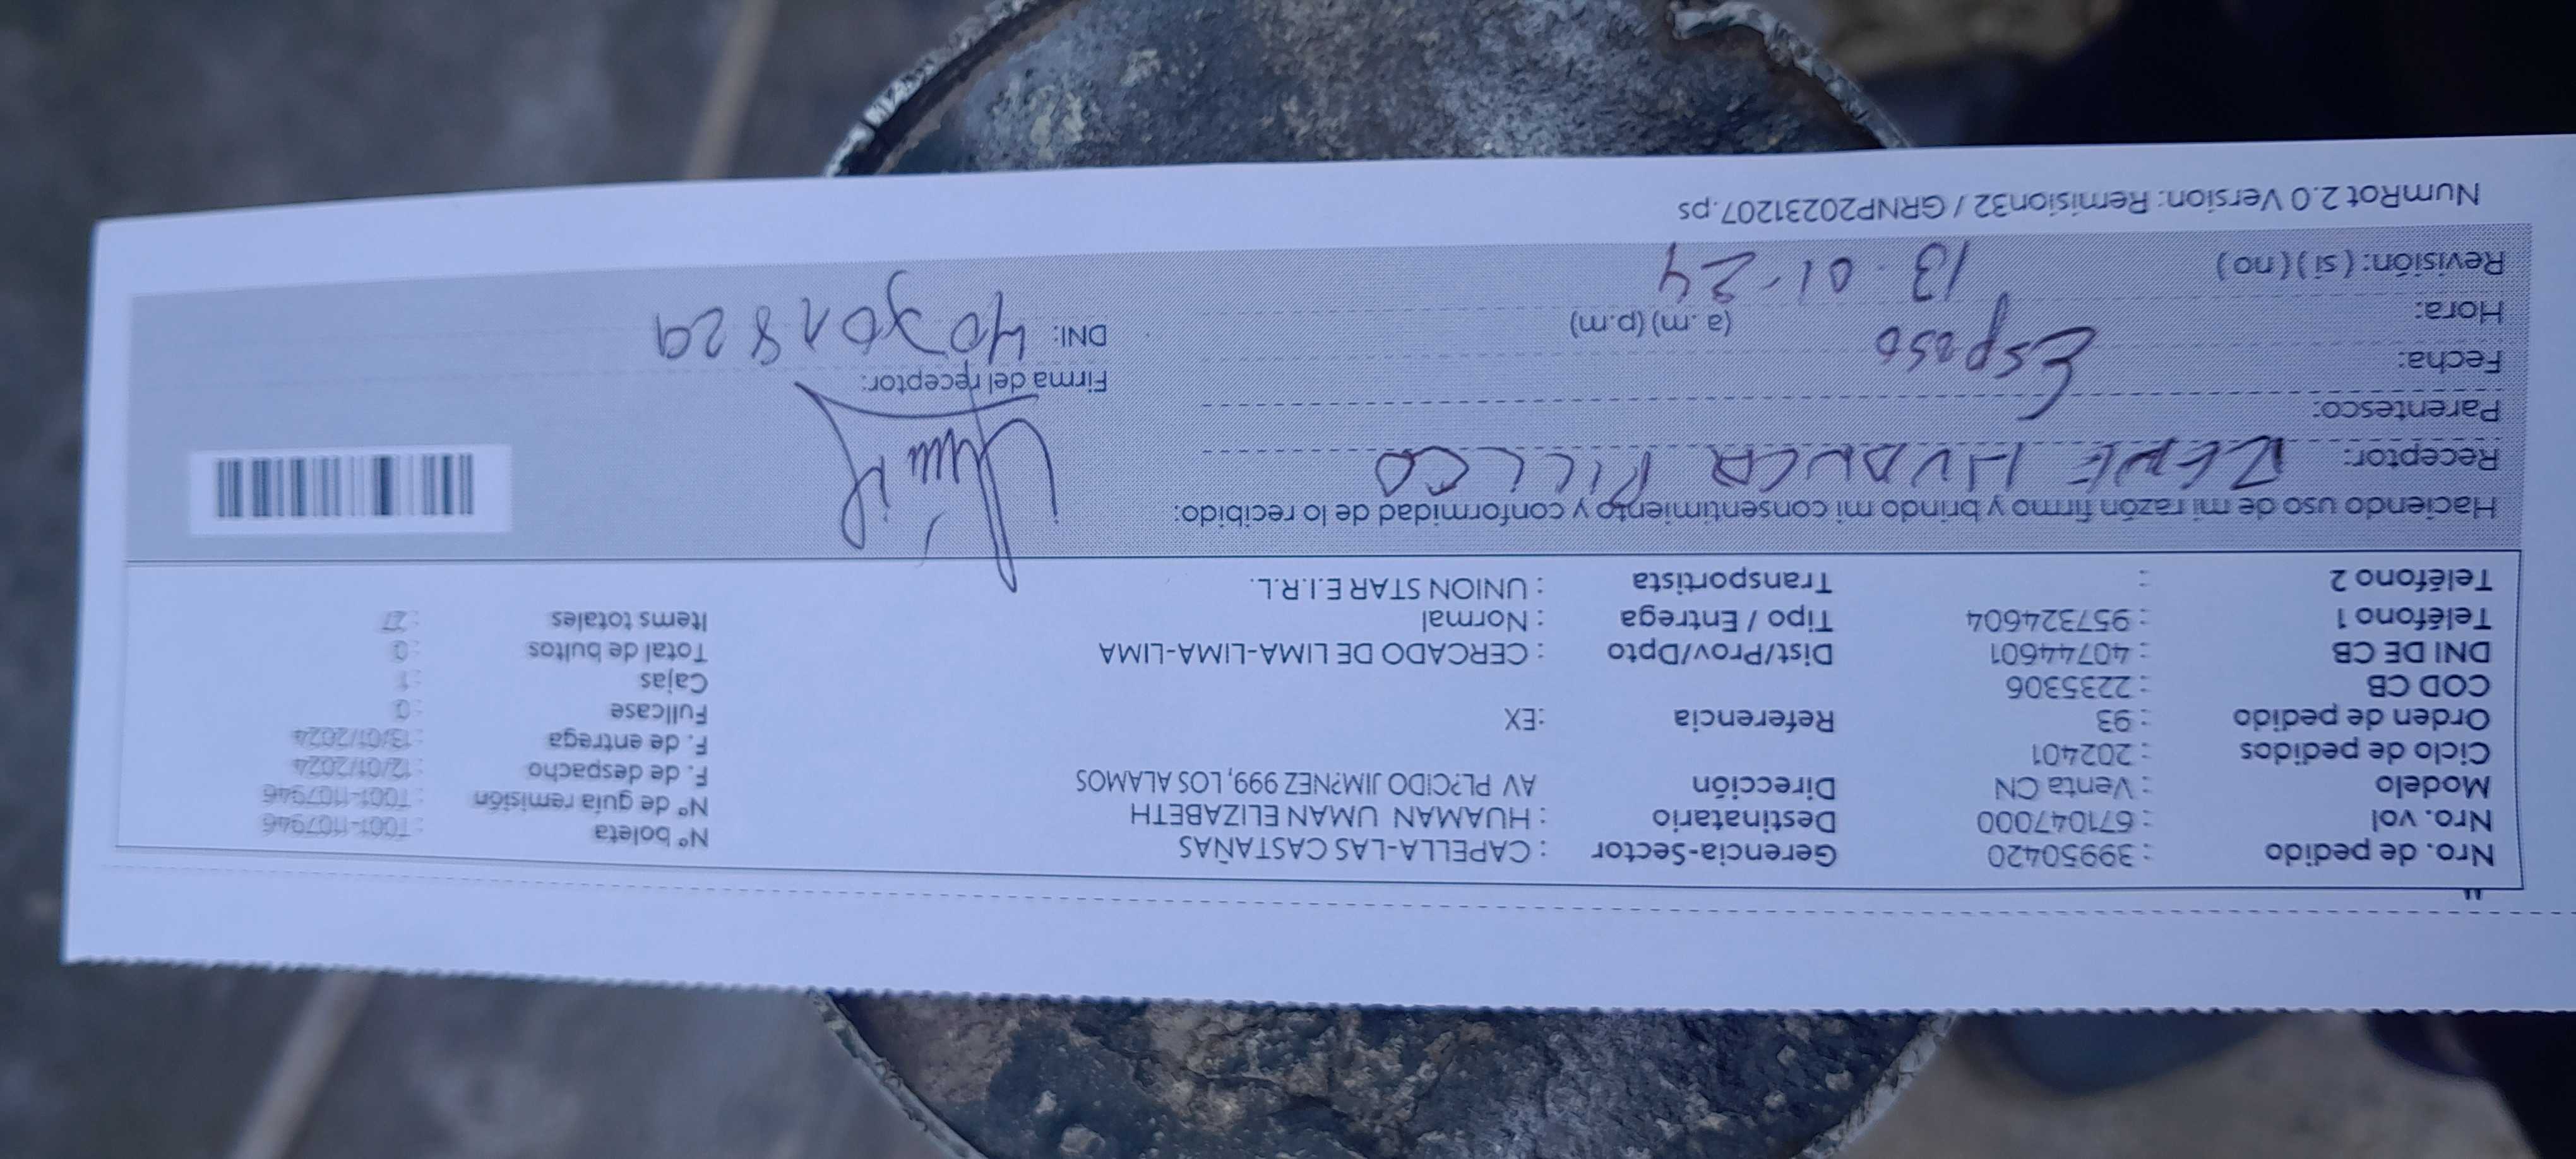 Nro. de pedido : 39950420 Gerencia-Sector : CAPELLA-LAS CASTAÑAS Nº boleta : T001-1107946
Nro. vol : 671047000 Destinatario : HUAMAN UMAN ELIZABETH Nº de guía remisión : T001-1107946
Modelo : Venta CN Dirección AV PL?CIDO JIM?NEZ 999, LOS ALAMOS F. de despacho : 12/01/2024
Ciclo de pedidos : 202401 F. de entrega : 13/01/2024
Orden de pedido : 93 Referencia :EX Fullcase : 0
COD CB : 2235306 Cajas : 1
DNI DE CB : 40744601 Dist/Prov/Dpto : CERCADO DE LIMA-LIMA-LIMA Total de bultos : 0
Teléfono 1 : 957324604 Tipo / Entrega : Normal Items totales : 27
Teléfono 2 : Transportista : UNION STAR E.I.R.L.
Haciendo uso de mi razón firmo y brindo mi consentimiento y conformidad de lo recibido:
Receptor: RENE HUANCA PILLCO
Parentesco: Esposo
Firma del receptor:
Fecha: 13-01-24
Hora: (a .m) (p.m) DNI:
Revisión: ( sí ) ( no )
NumRot 2.0 Version: Remision32 / GRNP20231207.ps